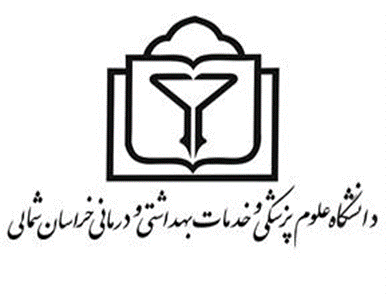 دانشگاه علوم پزشکی و خدمات بهداشتی و درمانی خراسان شمالی